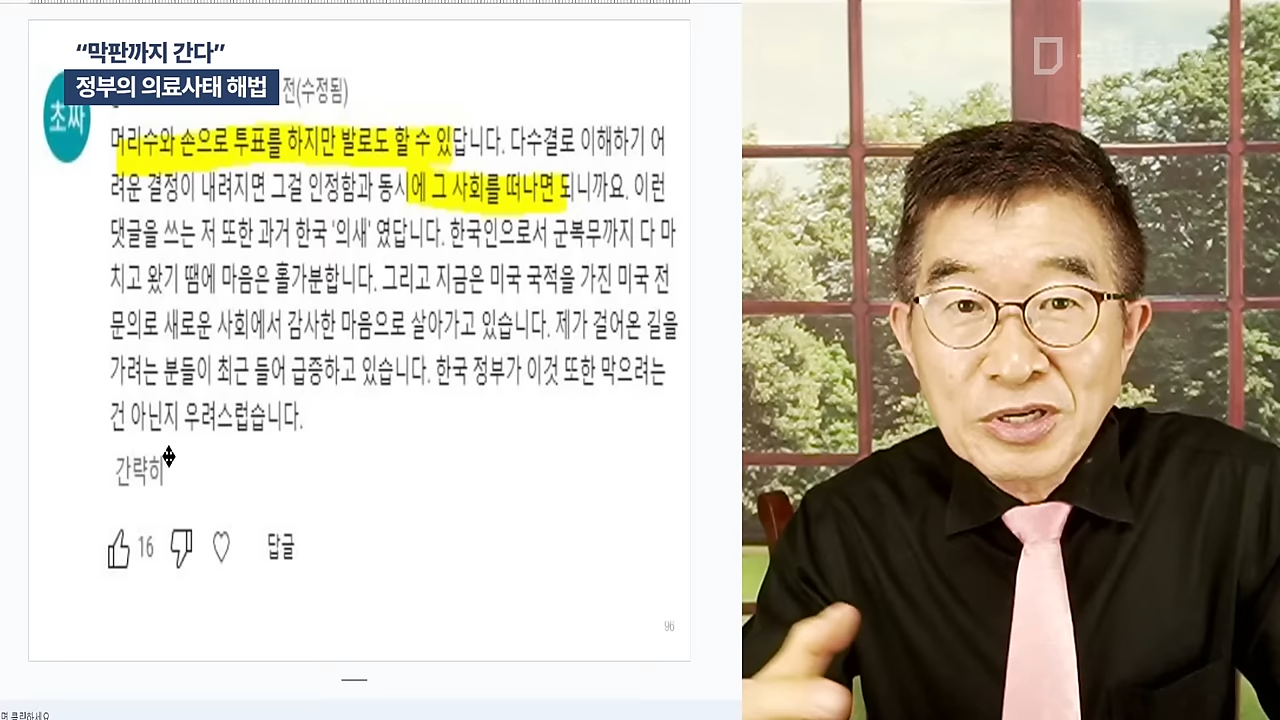 “막판까지 간다”
정부의 의료사태 해법
초짜
전(수정됨)
머리수와 손으로 투표를 하지만 발로도 할 수 있답니다. 다수결로 이해하기 어
려운 결정이 내려지면 그걸 인정함과 동시에 그 사회를 떠나면 되니까요. 이런
댓글을 쓰는 저 또한 과거 한국 '의새' 였답니다. 한국인으로서 군복무까지 다 마
치고 왔기 땜에 마음은 홀가분합니다. 그리고 지금은 미국 국적을 가진 미국 전
문의로 새로운 사회에서 감사한 마음으로 살아가고 있습니다. 제가 걸어온 길을
가려는 분들이 최근 들어 급증하고 있습니다. 한국 정부가 이것 또한 막으려는
건 아닌지 우려스럽습니다.
간략히
16
답글
96